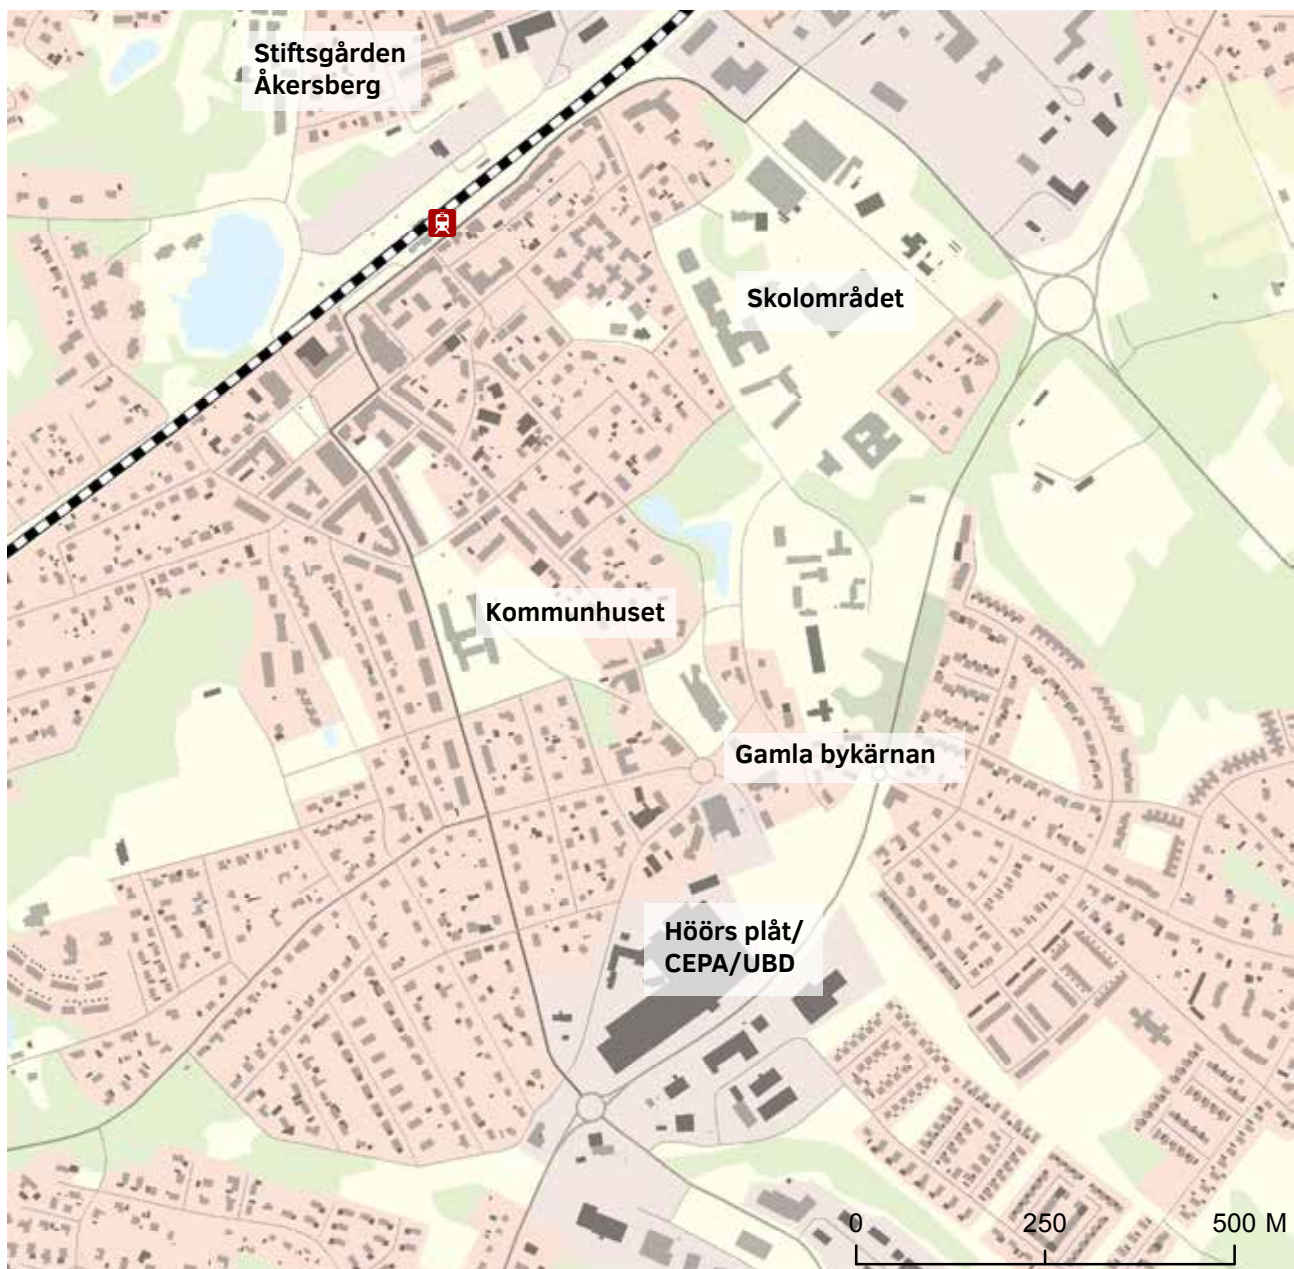 Stiftsgården
Åkersberg
Skolområdet
Kommunhuset
Gamla bykärnan
Höörs plåt/
CEPA/UBD
0 250 500 M